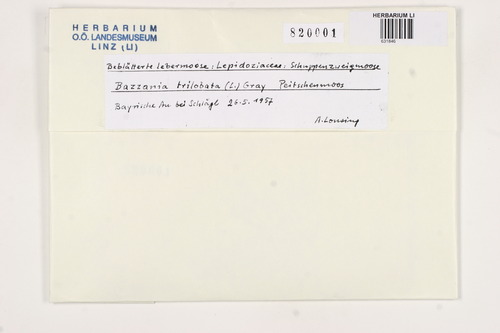 HERBARIUM
O.Ö. LANDESMUSEUM
LINZ (LI)
820001
HERBARIUM LI
Beblätterte Lebermoose; Lepidoziaceae; Schuppenzweigmoose
Bazzania trilobata (L.) Gray Peitschenmoos
Bayrische Au bei Schlägl 26.5.1957
A. Lonsing